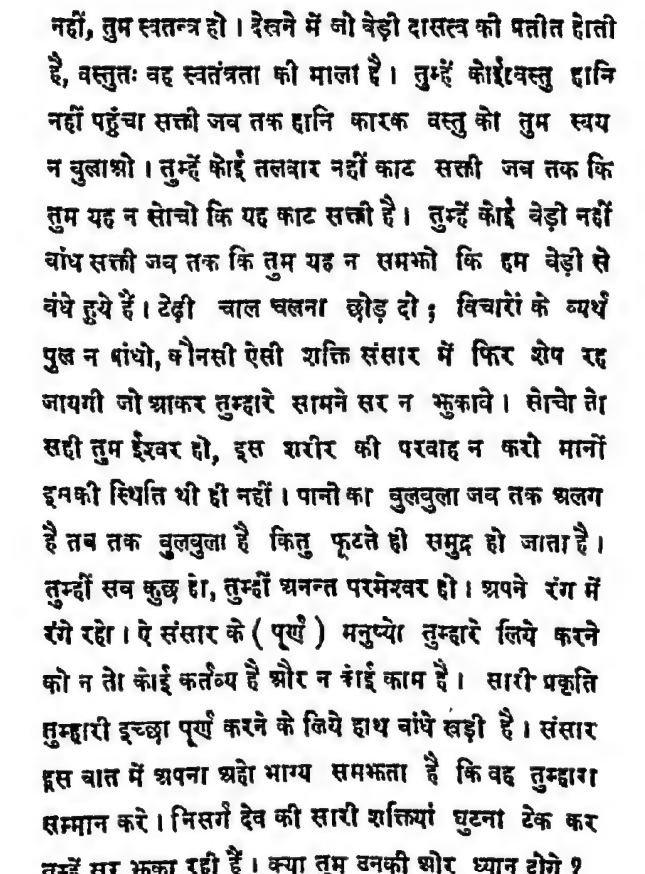 नहीं, तुम स्वतन्त्र हो । देखने में जो बेड़ी दासत्व की प्रतीत होती
है, वस्तुतः वह स्वतंत्रता की माला है । तुम्हें कोई वस्तु हानि
नहीं पहुंचा सक्ती जब तक हानि कारक वस्तु को तुम स्वय
न बुलाओ । तुम्हें कोई तलवार नहीं काट सक्ती जब तक कि
तुम यह न सोचो कि यह काट सक्ती है । तुम्हें कोई बेड़ी नहीं
बांध सक्ती जब तक कि तुम यह न समझो कि हम बेड़ी से
बंधे हुये हैं । टेढ़ी चाल चलना छोड़ दो ; विचारों के व्यर्थ
पुल न बांधो, कौनसी ऐसी शक्ति संसार में फिर शेष रह
जायगी जो आकर तुम्हारे सामने सर न झुकावे । सोचो तो
सही तुम ईश्वर हो, इस शरीर की परवाह न करो मानों
इसकी स्थिति थी ही नहीं । पानी का बुलबुला जब तक अलग
है तब तक बुलबुला है किंतु फूटते ही समुद्र हो जाता है ।
तुम्हीं सब कुछ हो, तुम्हीं अनन्त परमेश्वर हो । अपने रंग में
रंगे रहो । ऐ संसार के ( पूर्ण ) मनुष्यो तुम्हारे लिये करने
को न तो कोई कर्तव्य है और न कोई काम है । सारी प्रकृति
तुम्हारी इच्छा पूर्ण करने के लिये हाथ बांधे खड़ी है । संसार
इस बात में अपना अहो भाग्य समझता है कि वह तुम्हारा
सम्मान करे । निसर्ग देव की सारी शक्तियां घुटना टेक कर
तुम्हें सर झुका रही हैं । क्या तुम उनकी ओर ध्यान दोगे ?